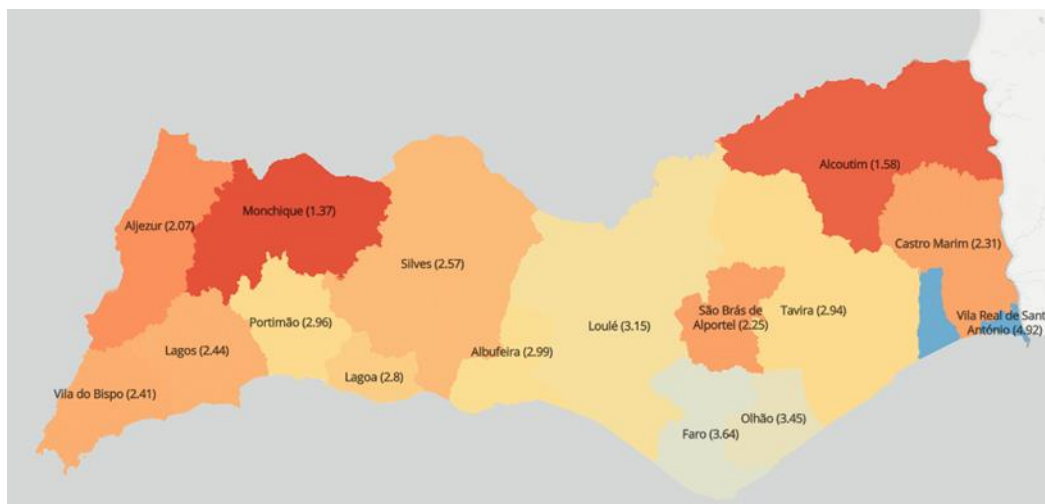 Alcoutim (1.58)
Monchique (1.37)
Aljezur (2.07)
Castro Marim (2.31)
Silves (2.57)
São Brás de
Alportel (2.25)
Tavira (2.94)
Vila Real de Sant
António (4.92)
Portimão (2.96)
Loulé (3.15)
Lagos (2.44)
Albufeira (2.99)
Lagoa (2.8)
Vila do Bispo (2.41)
Olhão (3.45)
Faro (3.64)